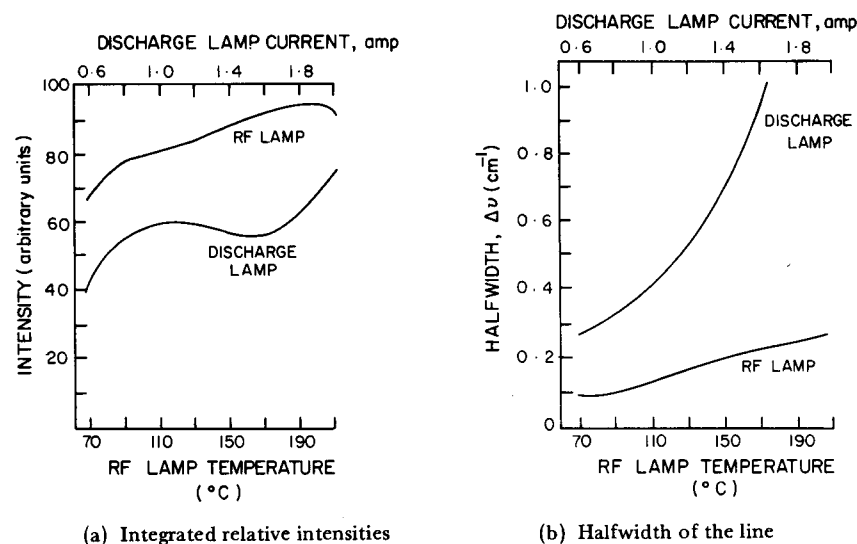 DISCHARGE LAMP CURRENT, amp
0·6 1·0 1·4 1·8
100
80
60
40
20
INTENSITY (arbitrary units)
RF LAMP
DISCHARGE
LAMP
70 110 150 190
RF LAMP TEMPERATURE
(°C)
(a) Integrated relative intensities
DISCHARGE LAMP CURRENT, amp
0·6 1·0 1·4 1·8
1·0
0·8
0·6
0·4
0·2
0
HALFWIDTH, Δν (cm⁻¹)
DISCHARGE
LAMP
RF LAMP
70 110 150 190
RF LAMP TEMPERATURE
(°C)
(b) Halfwidth of the line